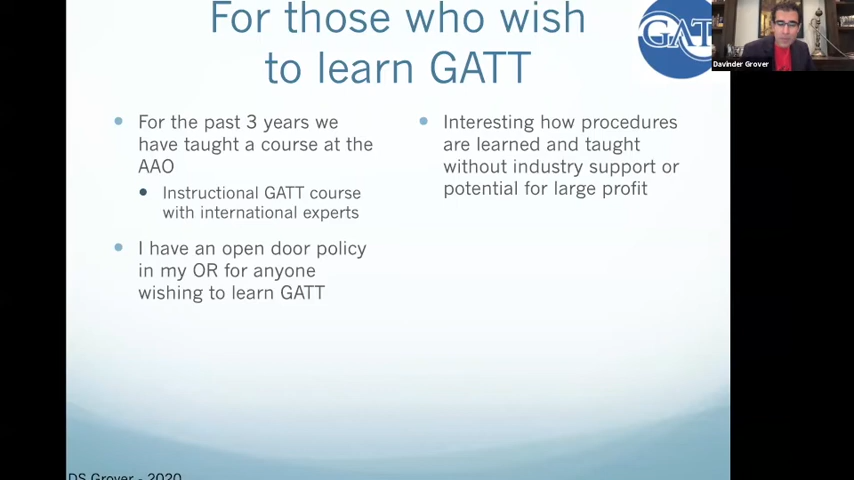 For those who wish
to learn GATT
GAT
Davinder Grover
For the past 3 years we
have taught a course at the
AAO
Instructional GATT course
with international experts
I have an open door policy
in my OR for anyone
wishing to learn GATT
Interesting how procedures
are learned and taught
without industry support or
potential for large profit
DS Grover - 2020